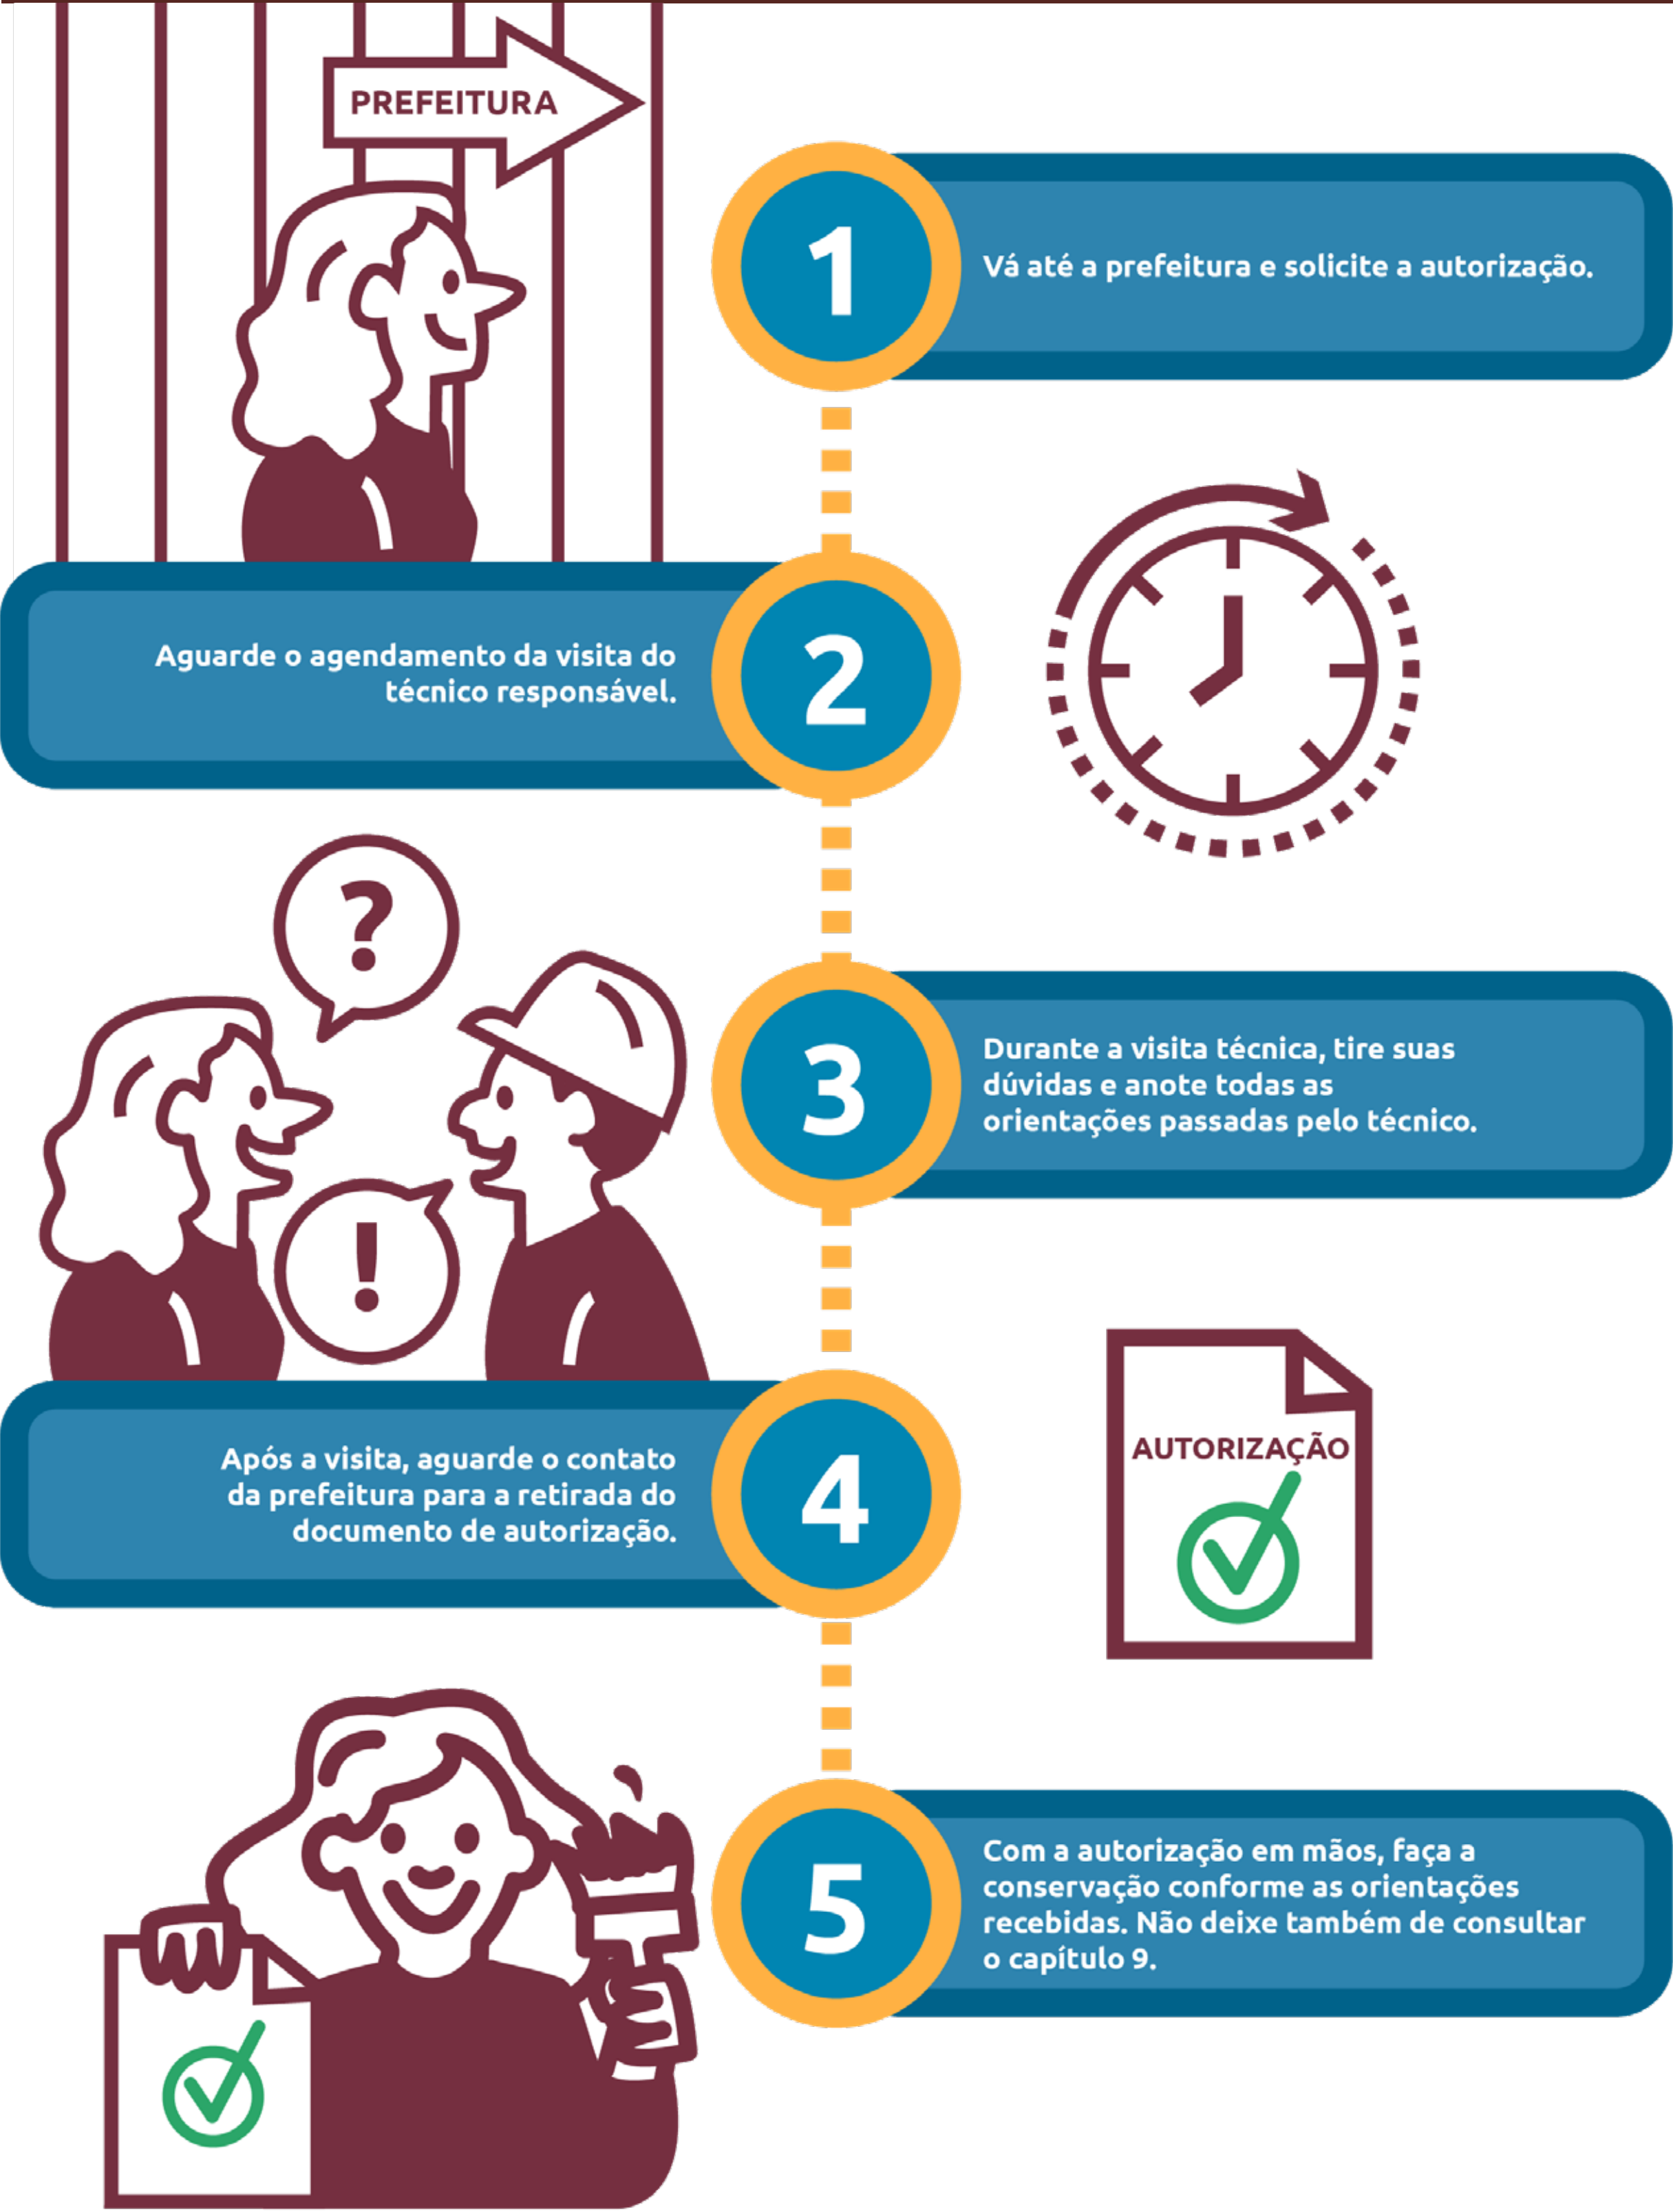 PREFEITURA
1
Vá até a prefeitura e solicite a autorização.
2
Aguarde o agendamento da visita do
técnico responsável.
?
3
Durante a visita técnica, tire suas
dúvidas e anote todas as
orientações passadas pelo técnico.
!
4
Após a visita, aguarde o contato
da prefeitura para a retirada do
documento de autorização.
AUTORIZAÇÃO
5
Com a autorização em mãos, faça a
conservação conforme as orientações
recebidas. Não deixe também de consultar
o capítulo 9.